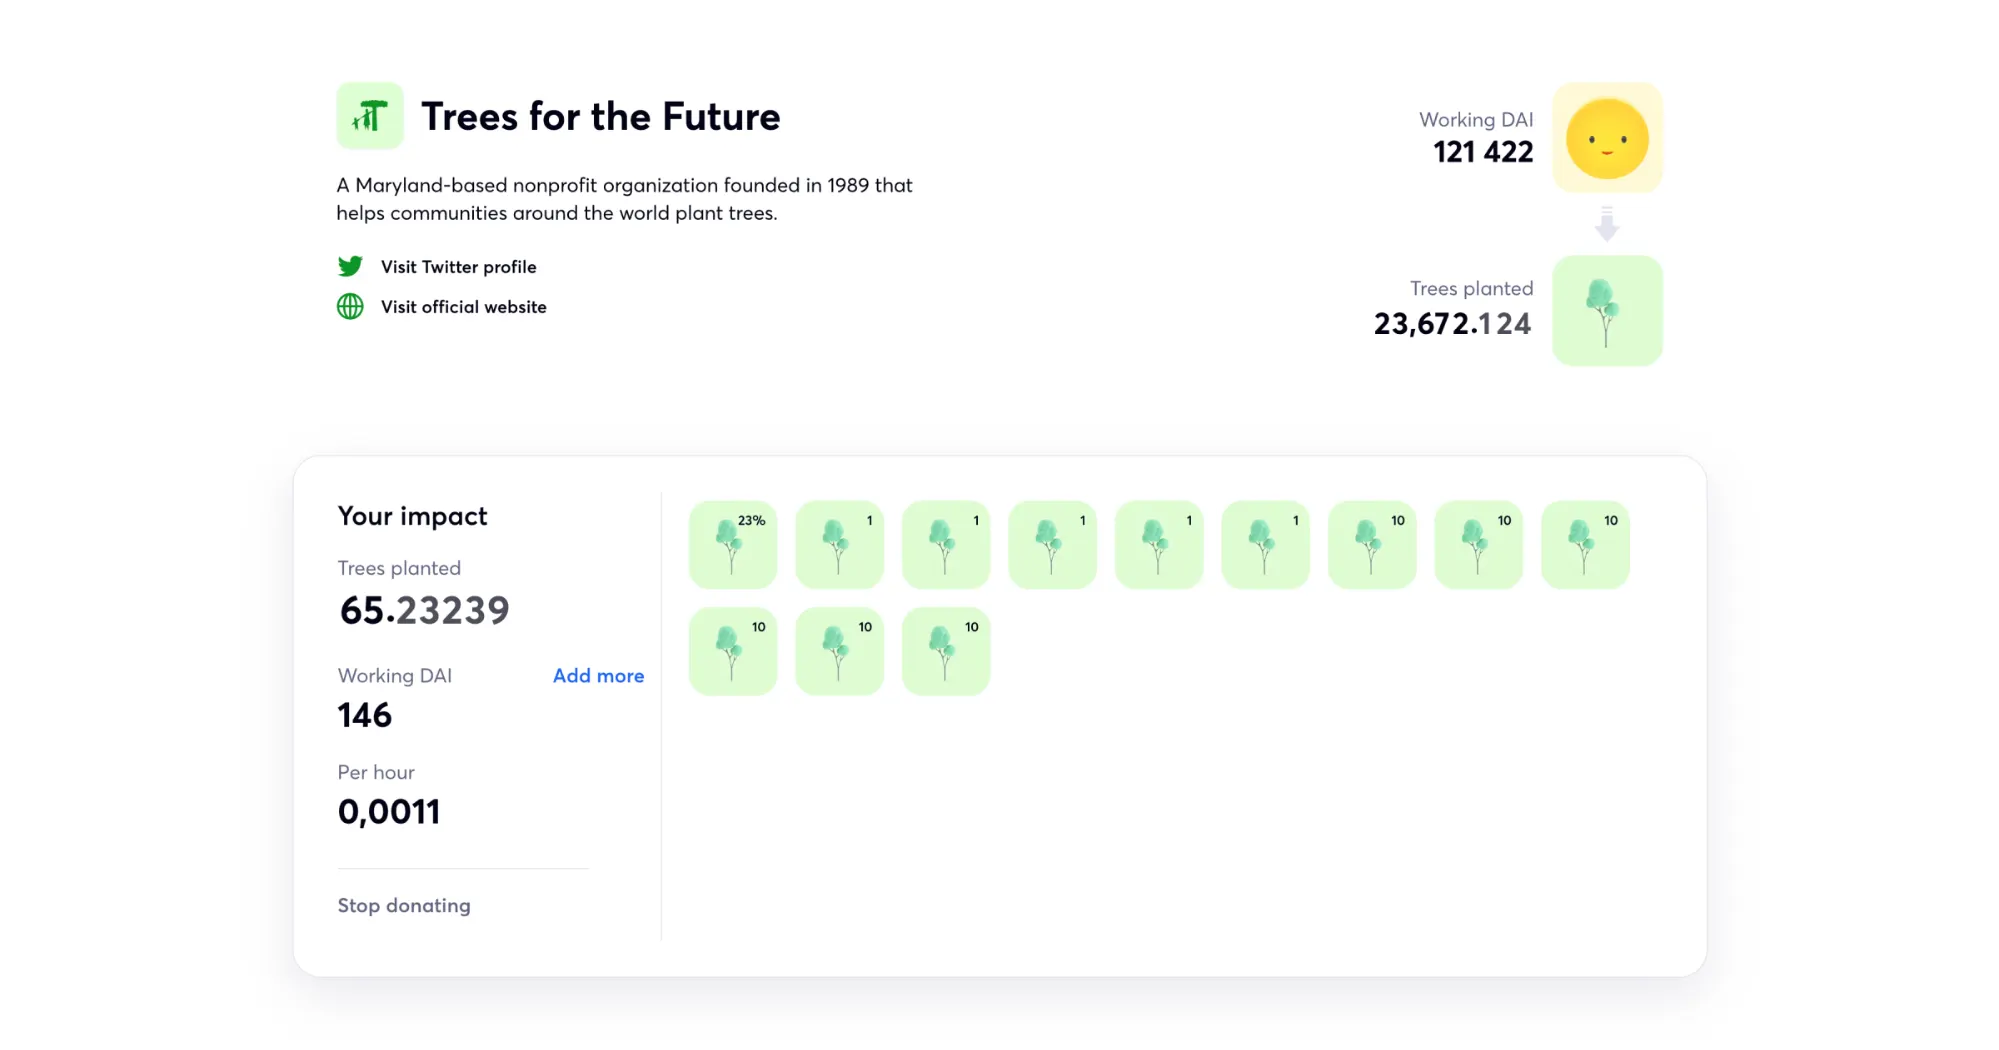 Trees for the Future
A Maryland-based nonprofit organization founded in 1989 that
helps communities around the world plant trees.
Visit Twitter profile
Visit official website
Working DAI
121 422
Trees planted
23,672.124
Your impact
Trees planted
65.23239
Working DAI Add more
146
Per hour
0,0011
Stop donating
23% 1 1 1 1 1 10 10 10
10 10 10